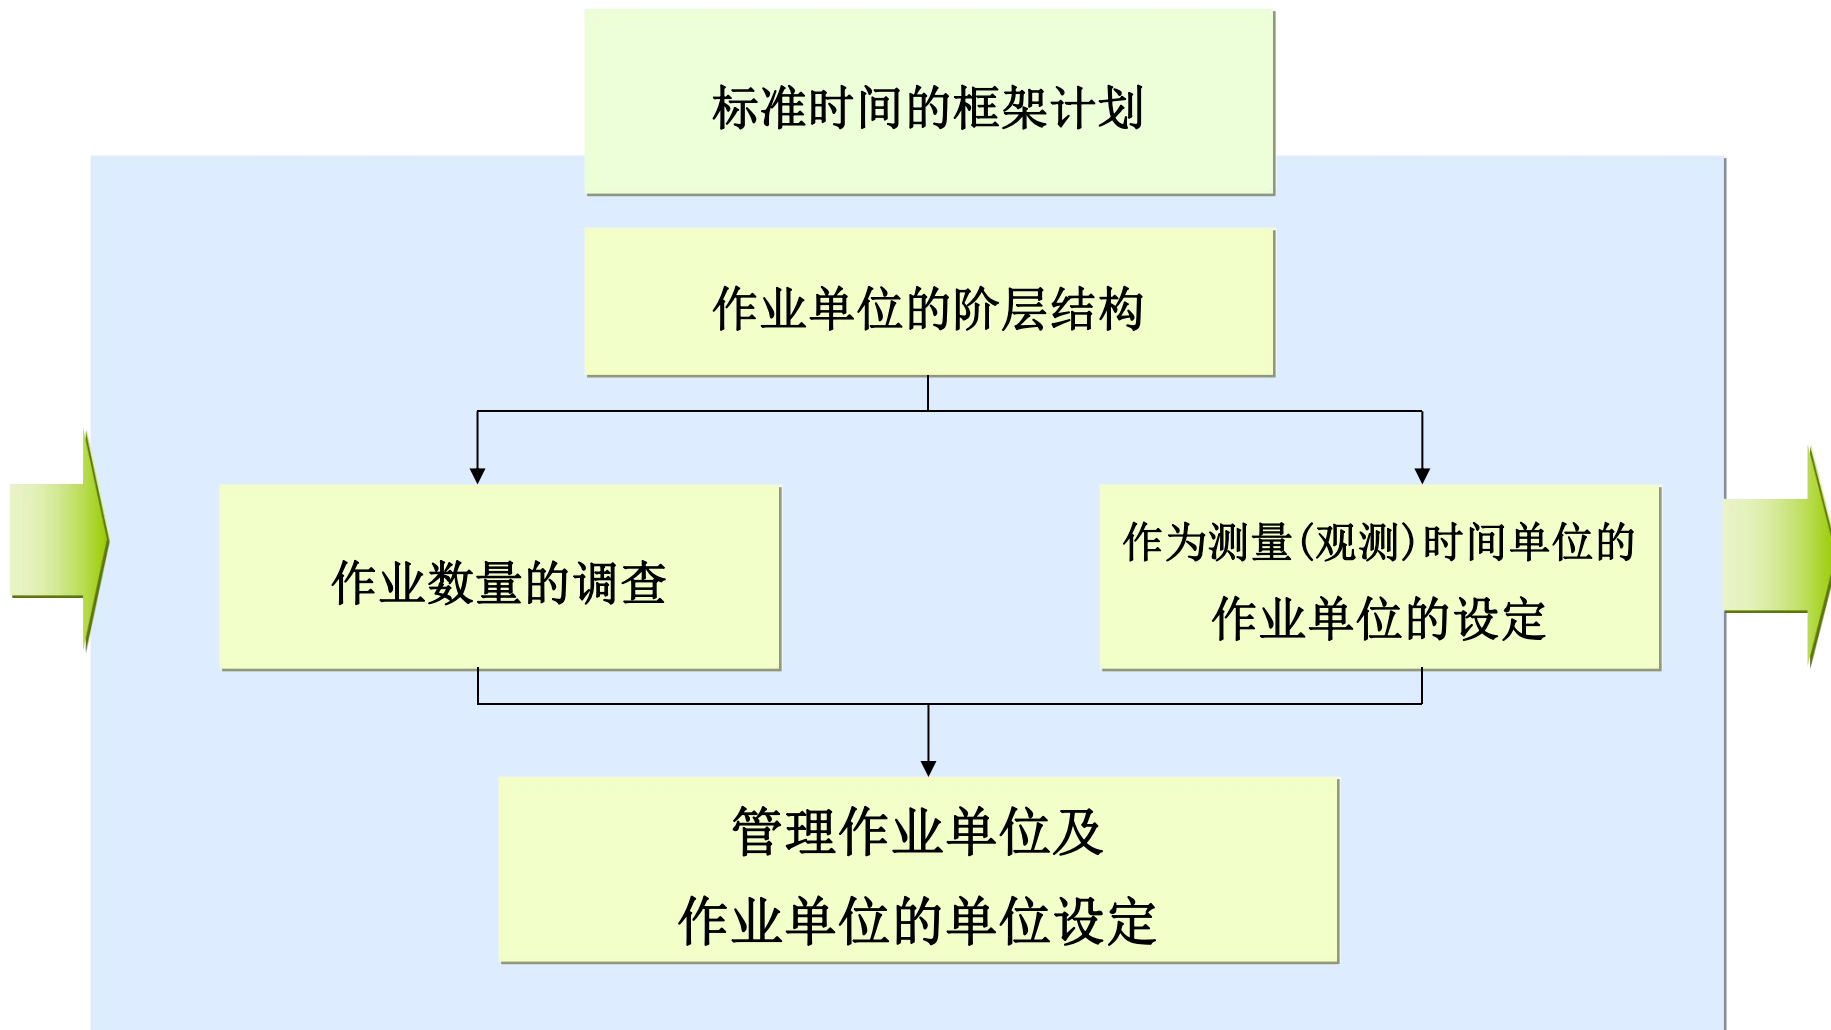 标准时间的框架计划
作业单位的阶层结构
作业数量的调查
作为测量(观测)时间单位的
作业单位的设定
管理作业单位及
作业单位的单位设定